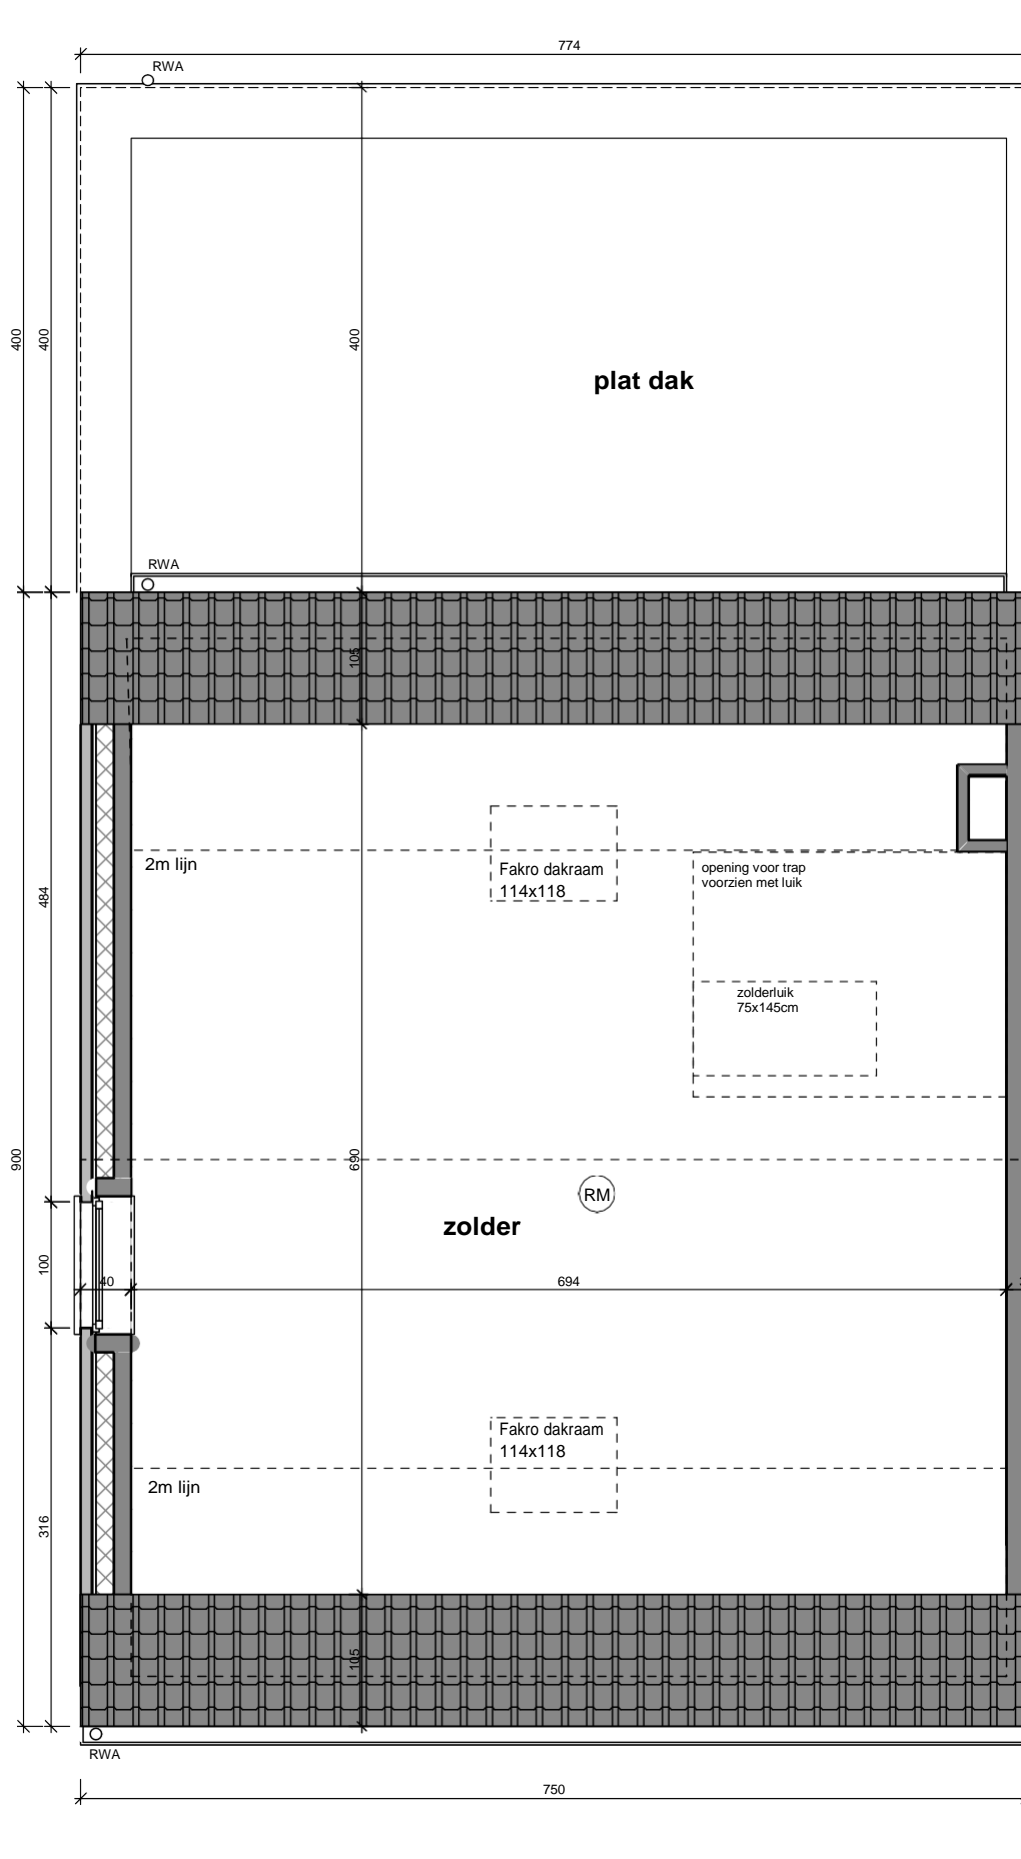 774
RWA
400
400
400
plat dak
RWA
105
2m lijn
Fakro dakraam
114x118
opening voor trap
voorzien met luik
484
zolderluik
75x145cm
900
690
RM
zolder
100
40
694
Fakro dakraam
114x118
2m lijn
316
105
RWA
750